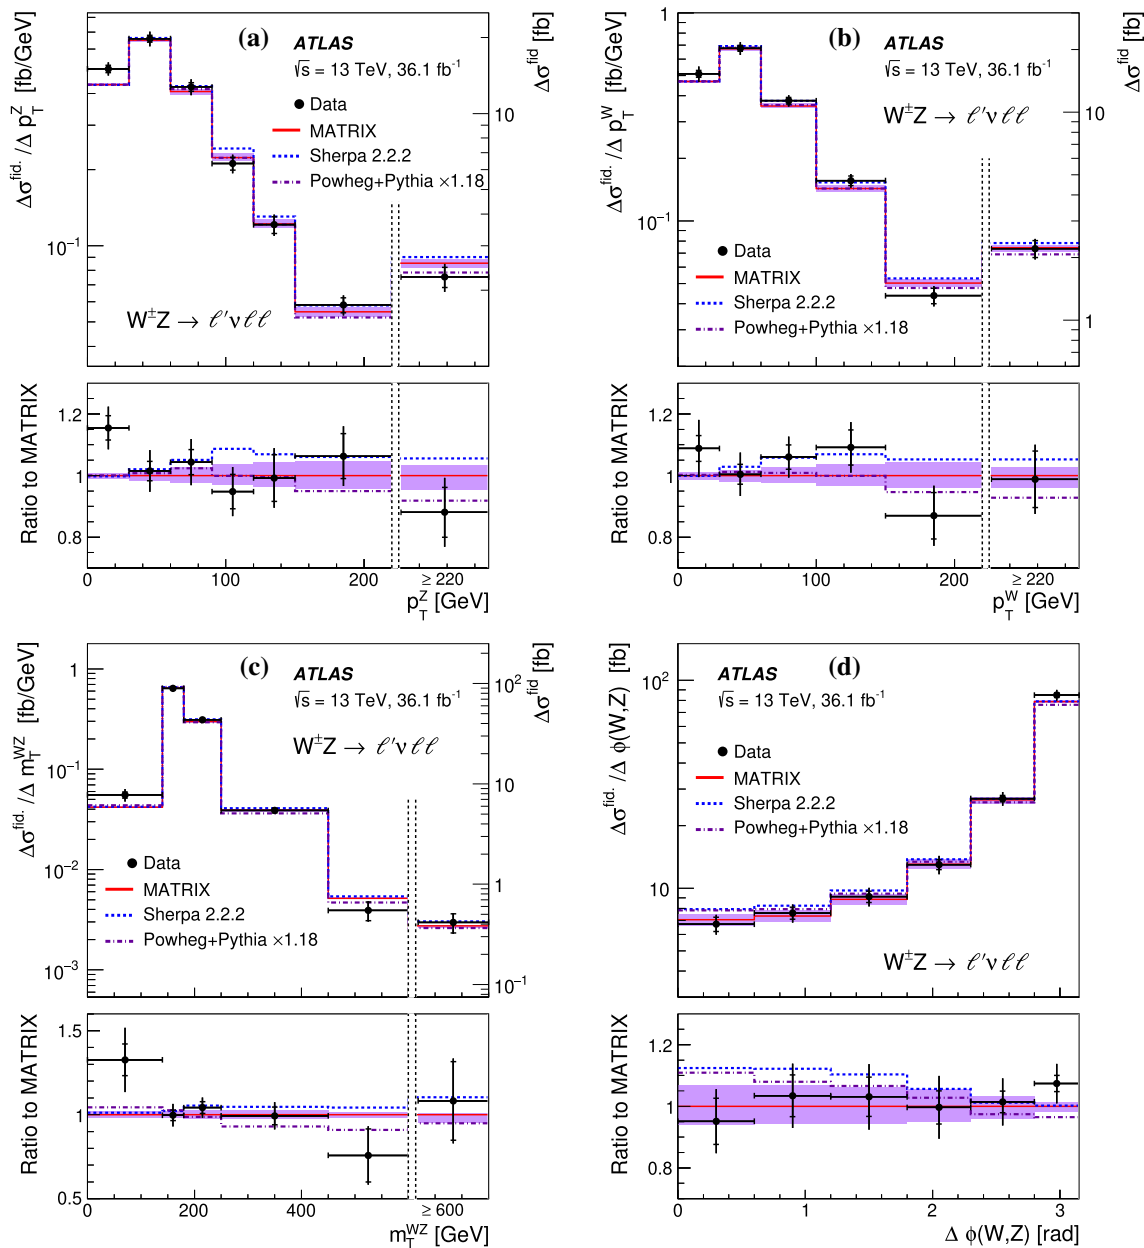 (a)
ATLAS
√s = 13 TeV, 36.1 fb⁻¹
Data
MATRIX
Sherpa 2.2.2
Powheg+Pythia ×1.18
W±Z → ℓ′νℓℓ
Δσ^fid. / Δ p_T^Z [fb/GeV]
Δσ^fid [fb]
10⁻¹
10
Ratio to MATRIX
1.2
1
0.8
0 100 200 ≥ 220
p_T^Z [GeV]
(b)
ATLAS
√s = 13 TeV, 36.1 fb⁻¹
W±Z → ℓ′νℓℓ
Data
MATRIX
Sherpa 2.2.2
Powheg+Pythia ×1.18
Δσ^fid. / Δ p_T^W [fb/GeV]
Δσ^fid [fb]
1
10⁻¹
10
1
Ratio to MATRIX
1.2
1
0.8
0 100 200 ≥ 220
p_T^W [GeV]
(c)
ATLAS
√s = 13 TeV, 36.1 fb⁻¹
W±Z → ℓ′νℓℓ
Data
MATRIX
Sherpa 2.2.2
Powheg+Pythia ×1.18
Δσ^fid. / Δ m_T^WZ [fb/GeV]
Δσ^fid [fb]
1
10⁻¹
10⁻²
10⁻³
10²
10
1
10⁻¹
Ratio to MATRIX
1.5
1
0.5
0 200 400 ≥ 600
m_T^WZ [GeV]
(d)
ATLAS
√s = 13 TeV, 36.1 fb⁻¹
Data
MATRIX
Sherpa 2.2.2
Powheg+Pythia ×1.18
W±Z → ℓ′νℓℓ
Δσ^fid. / Δ ϕ(W,Z) [fb]
10²
10
Ratio to MATRIX
1.2
1
0.8
0 1 2 3
Δ ϕ(W,Z) [rad]